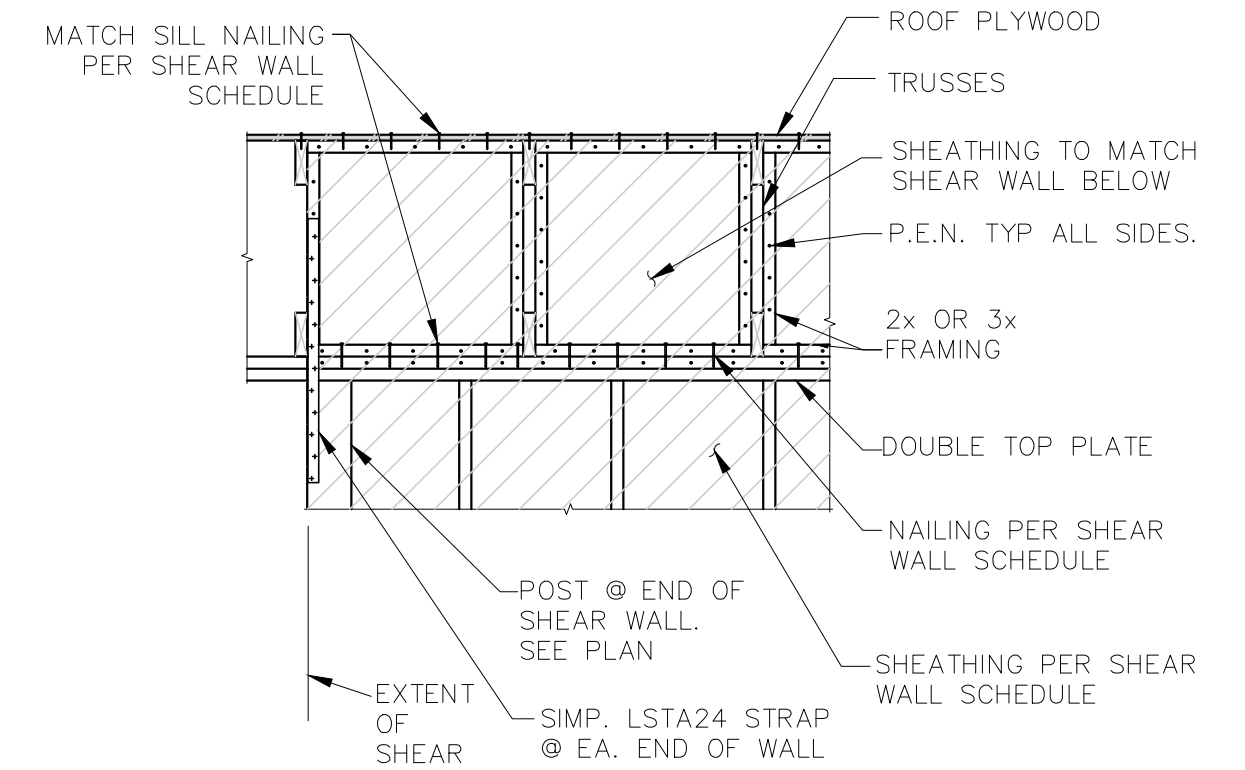 MATCH SILL NAILING
PER SHEAR WALL
SCHEDULE
ROOF PLYWOOD
TRUSSES
SHEATHING TO MATCH
SHEAR WALL BELOW
P.E.N. TYP ALL SIDES.
2x OR 3x
FRAMING
DOUBLE TOP PLATE
NAILING PER SHEAR
WALL SCHEDULE
POST @ END OF
SHEAR WALL.
SEE PLAN
SHEATHING PER SHEAR
WALL SCHEDULE
EXTENT
OF
SHEAR
SIMP. LSTA24 STRAP
@ EA. END OF WALL